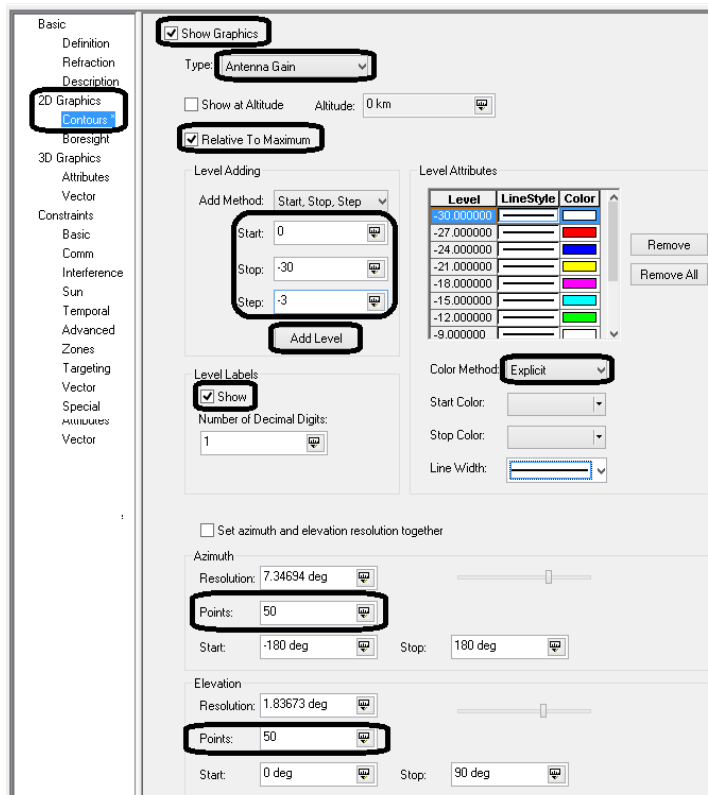 Basic
Definition
Refraction
Description
2D Graphics
Contours *
Boresight
3D Graphics
Attributes
Vector
Constraints
Basic
Comm
Interference
Sun
Temporal
Advanced
Zones
Targeting
Vector
Special
Attributes
Vector
Show Graphics
Type: Antenna Gain
Show at Altitude Altitude: 0 km
Relative To Maximum
Level Adding
Add Method: Start, Stop, Step
Start: 0
Stop: -30
Step: -3
Add Level
Level Attributes
Level LineStyle Color
-30.000000
-27.000000
-24.000000
-21.000000
-18.000000
-15.000000
-12.000000
-9.000000
Remove
Remove All
Level Labels
Show
Number of Decimal Digits:
1
Color Method: Explicit
Start Color:
Stop Color:
Line Width:
Set azimuth and elevation resolution together
Azimuth
Resolution: 7.34694 deg
Points: 50
Start: -180 deg Stop: 180 deg
Elevation
Resolution: 1.83673 deg
Points: 50
Start: 0 deg Stop: 90 deg